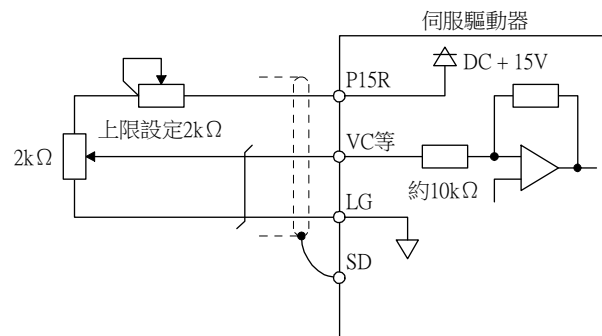 伺服驅動器
P15R
DC + 15V
上限設定2kΩ
2kΩ
VC等
約10kΩ
LG
SD